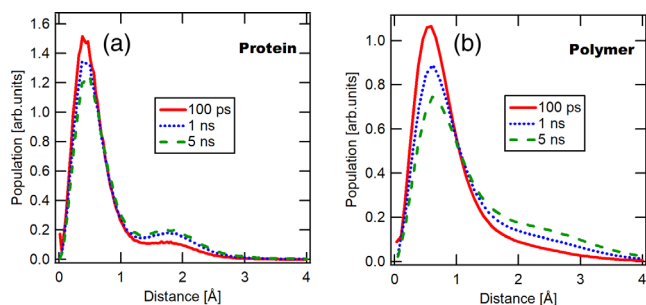 (a)
Protein
Population [arb.units]
1.6
1.4
1.2
1.0
0.8
0.6
0.4
0.2
0.0
100 ps
1 ns
5 ns
0
1
2
3
4
Distance [Å]
(b)
Polymer
Population [arb.units]
1.0
0.8
0.6
0.4
0.2
0.0
100 ps
1 ns
5 ns
0
1
2
3
4
Distance [Å]